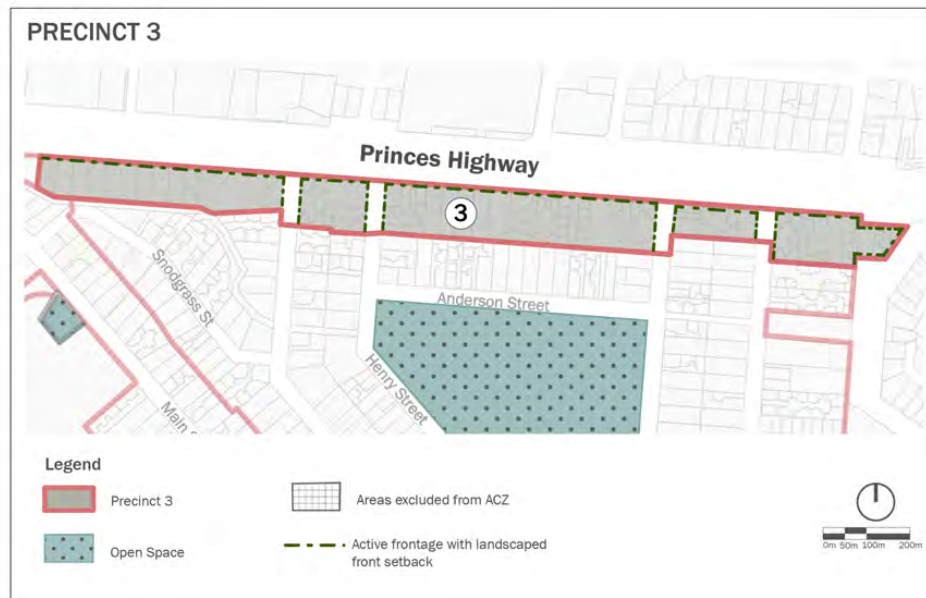 PRECINCT 3
Princes Highway
3
Anderson Street
Snodgrass St
Henry Street
Main
Legend
Precinct 3
Areas excluded from ACZ
Open Space
Active frontage with landscaped
front setback
0m 50m 100m 200m